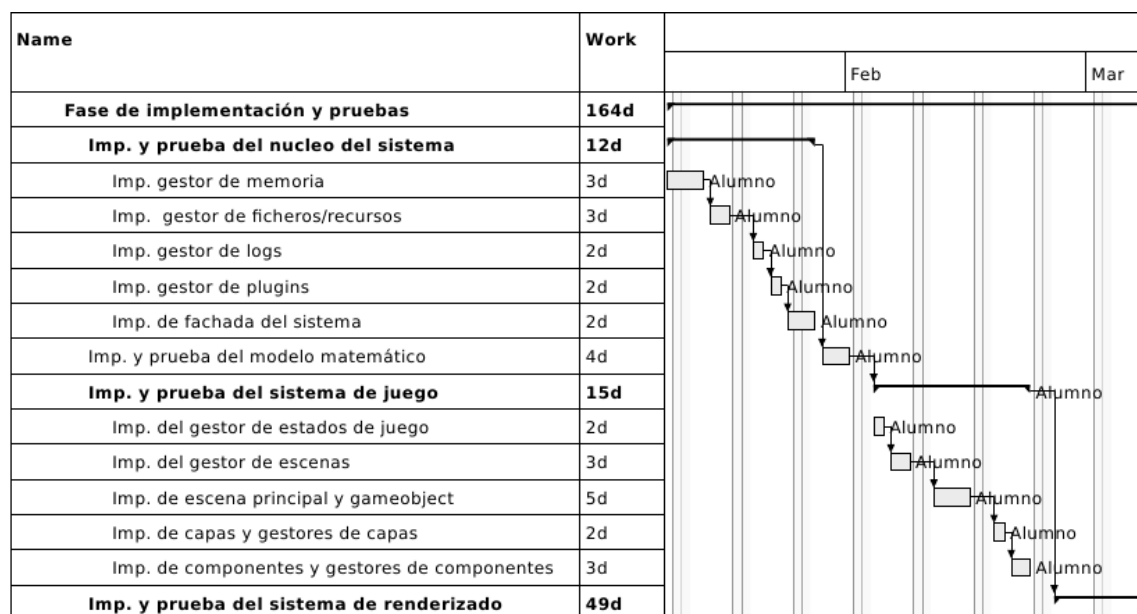 Name Work
Feb Mar
Fase de implementación y pruebas 164d
Imp. y prueba del nucleo del sistema 12d
Imp. gestor de memoria 3d Alumno
Imp. gestor de ficheros/recursos 3d Alumno
Imp. gestor de logs 2d Alumno
Imp. gestor de plugins 2d Alumno
Imp. de fachada del sistema 2d Alumno
Imp. y prueba del modelo matemático 4d Alumno
Imp. y prueba del sistema de juego 15d Alumno
Imp. del gestor de estados de juego 2d Alumno
Imp. del gestor de escenas 3d Alumno
Imp. de escena principal y gameobject 5d Alumno
Imp. de capas y gestores de capas 2d Alumno
Imp. de componentes y gestores de componentes 3d Alumno
Imp. y prueba del sistema de renderizado 49d